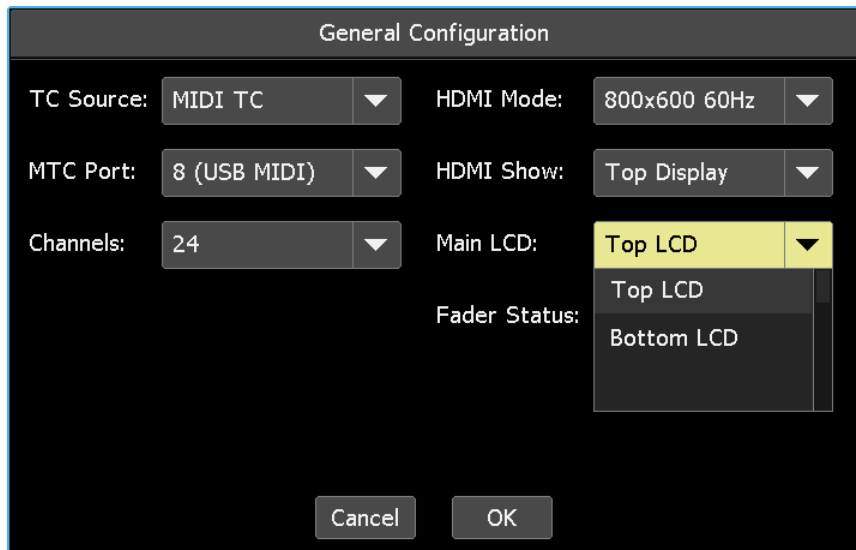 General Configuration
TC Source: MIDI TC HDMI Mode: 800x600 60Hz
MTC Port: 8 (USB MIDI) HDMI Show: Top Display
Channels: 24 Main LCD: Top LCD
Top LCD
Fader Status:
Bottom LCD
Cancel OK